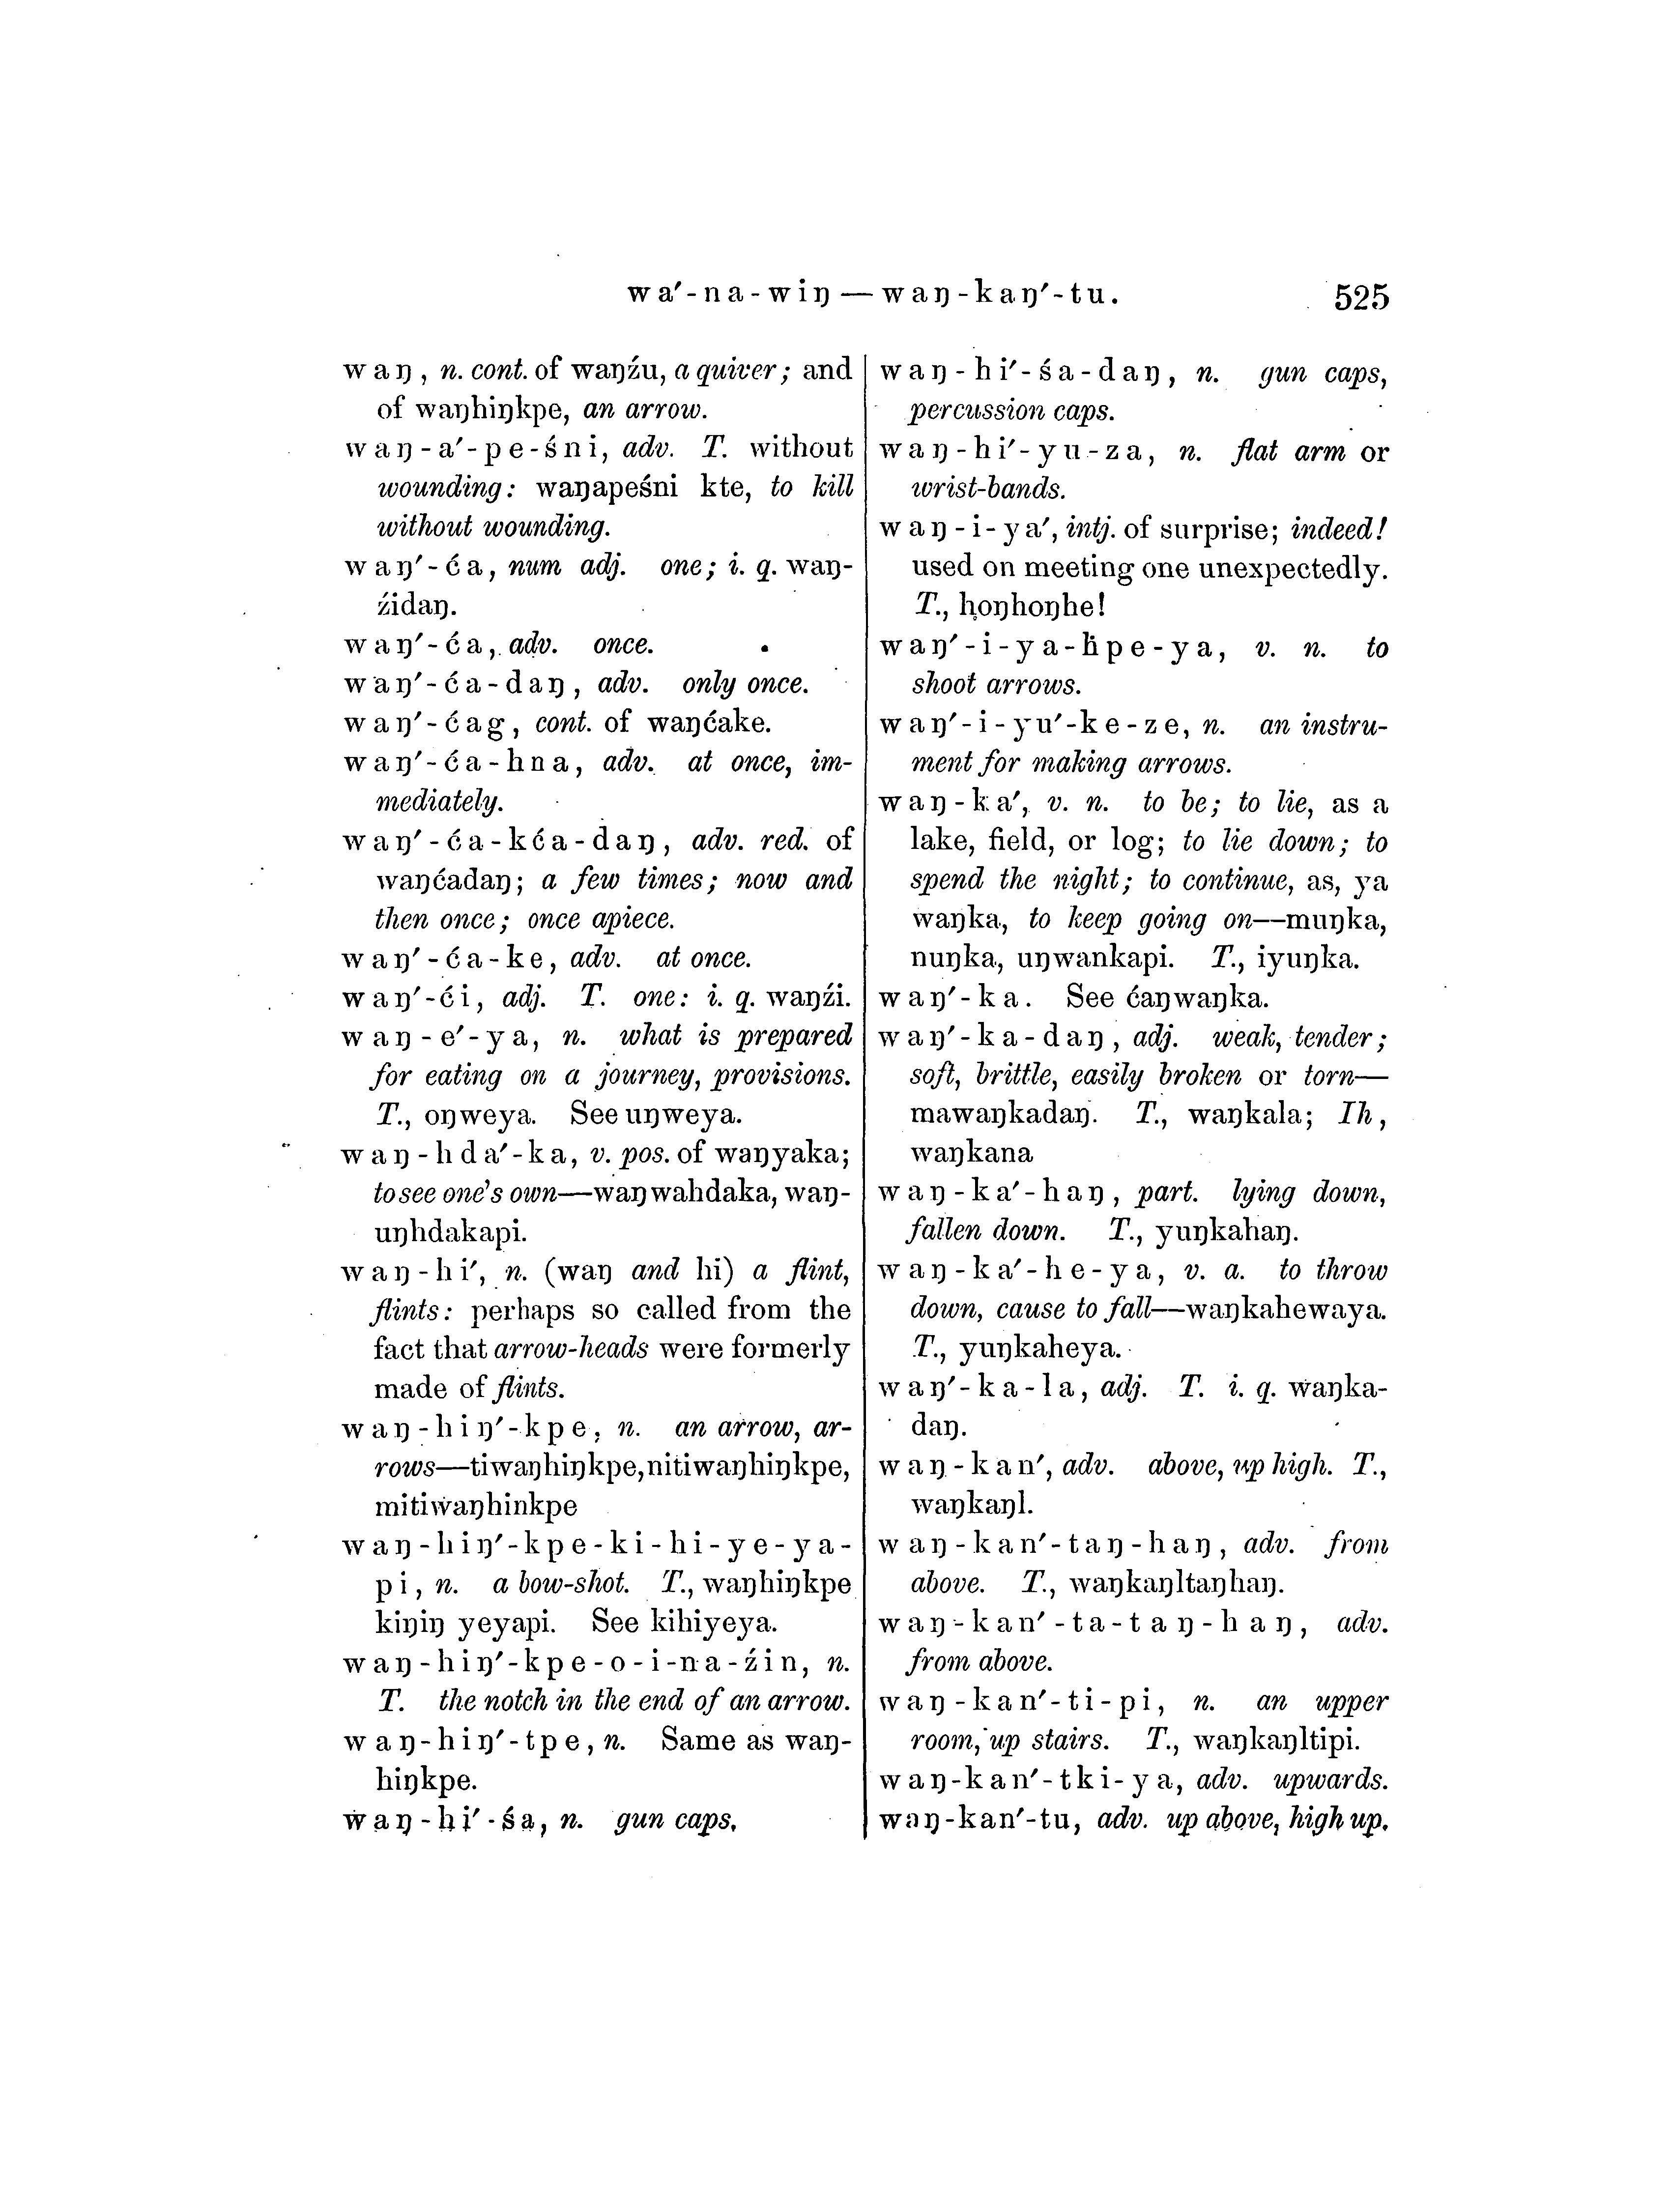 wa′-na-wiŋ—waŋ-kaŋ′-tu. 525
waŋ, n. cont. of waŋźu, a quiver; and
of waŋhiŋkpe, an arrow.
waŋ-a′-pe-śni, adv. T. without
wounding: waŋapeśni kte, to kill
without wounding.
waŋ′-ća, num adj. one; i. q. waŋ-
źidaŋ.
waŋ′-ća, adv. once.
waŋ′-ća-daŋ, adv. only once.
waŋ′-ćag, cont. of waŋćake.
waŋ′-ća-hna, adv. at once, im-
mediately.
waŋ′-ća-kća-daŋ, adv. red. of
waŋćadaŋ; a few times; now and
then once; once apiece.
waŋ′-ća-ke, adv. at once.
waŋ′-ći, adj. T. one: i. q. waŋźi.
waŋ-e′-ya, n. what is prepared
for eating on a journey, provisions.
T., oŋweya. See uŋweya.
waŋ-hda′-ka, v. pos. of waŋyaka;
to see one's own—waŋwahdaka, waŋ-
uŋhdakapi.
waŋ-hi′, n. (waŋ and hi) a flint,
flints: perhaps so called from the
fact that arrow-heads were formerly
made of flints.
waŋ-hiŋ′-kpe, n. an arrow, ar-
rows—tiwaŋhiŋkpe, nitiwaŋhiŋkpe,
mitiwaŋhinkpe
waŋ-hiŋ′-kpe-ki-hi-ye-ya-
pi, n. a bow-shot. T., waŋhiŋkpe
kiŋiŋ yeyapi. See kihiyeya.
waŋ-hiŋ′-kpe-o-i-na-źin, n.
T. the notch in the end of an arrow.
waŋ-hiŋ′-tpe, n. Same as waŋ-
hiŋkpe.
waŋ-hi′-śa, n. gun caps.
waŋ-hi′-śa-daŋ, n. gun caps,
percussion caps.
waŋ-hi′-yu-za, n. flat arm or
wrist-bands.
waŋ-i-ya′, intj. of surprise; indeed!
used on meeting one unexpectedly.
T., ḣoŋhoŋhe!
waŋ′-i-ya-ḣpe-ya, v. n. to
shoot arrows.
waŋ′-i-yu′-ke-ze, n. an instru-
ment for making arrows.
waŋ-ka′, v. n. to be; to lie, as a
lake, field, or log; to lie down; to
spend the night; to continue, as, ya
waŋka, to keep going on—muŋka,
nuŋka, uŋwankapi. T., iyuŋka.
waŋ′-ka. See ćaŋwaŋka.
waŋ′-ka-daŋ, adj. weak, tender;
soft, brittle, easily broken or torn—
mawaŋkadaŋ. T., waŋkala; Ih,
waŋkana
waŋ-ka′-haŋ, part. lying down,
fallen down. T., yuŋkahaŋ.
waŋ-ka′-he-ya, v. a. to throw
down, cause to fall—waŋkahewaya.
T., yuŋkaheya.
waŋ′-ka-la, adj. T. i. q. waŋka-
daŋ.
waŋ-kan′, adv. above, up high. T.,
waŋkaŋl.
waŋ-kan′-taŋ-haŋ, adv. from
above. T., waŋkaŋltaŋhaŋ.
waŋ-kan′-ta-taŋ-haŋ, adv.
from above.
waŋ-kan′-ti-pi, n. an upper
room, up stairs. T., waŋkaŋltipi.
waŋ-kan′-tki-ya, adv. upwards.
waŋ-kan′-tu, adv. up above, high up.